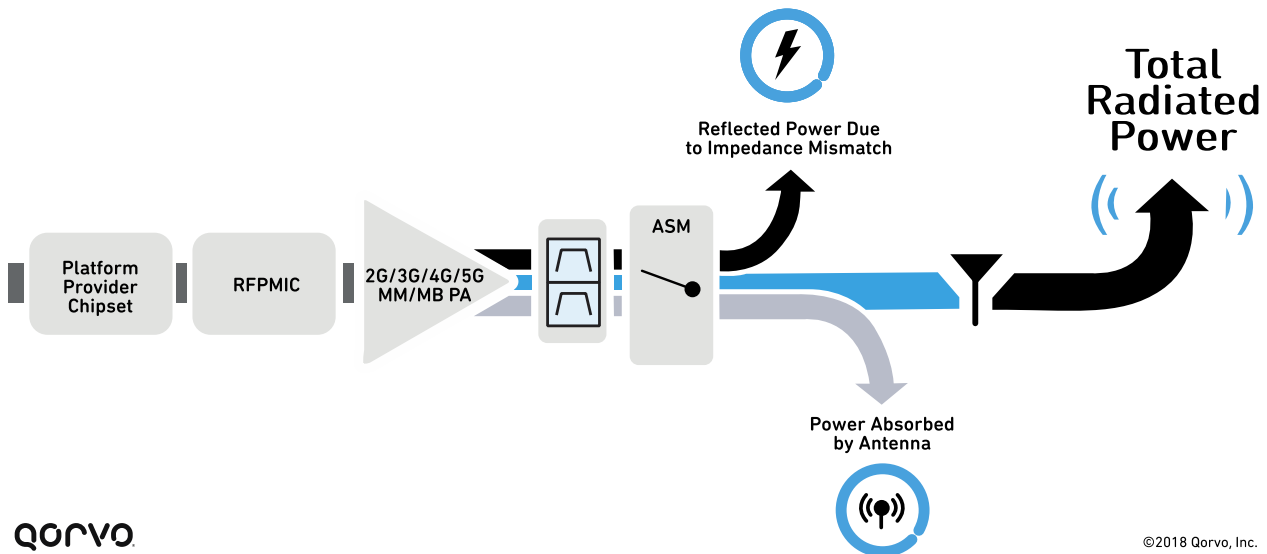 Total
Radiated
Power
Reflected Power Due
to Impedance Mismatch
Platform
Provider
Chipset
RFPMIC
2G/3G/4G/5G
MM/MB PA
ASM
Power Absorbed
by Antenna
QORVO
©2018 Qorvo, Inc.